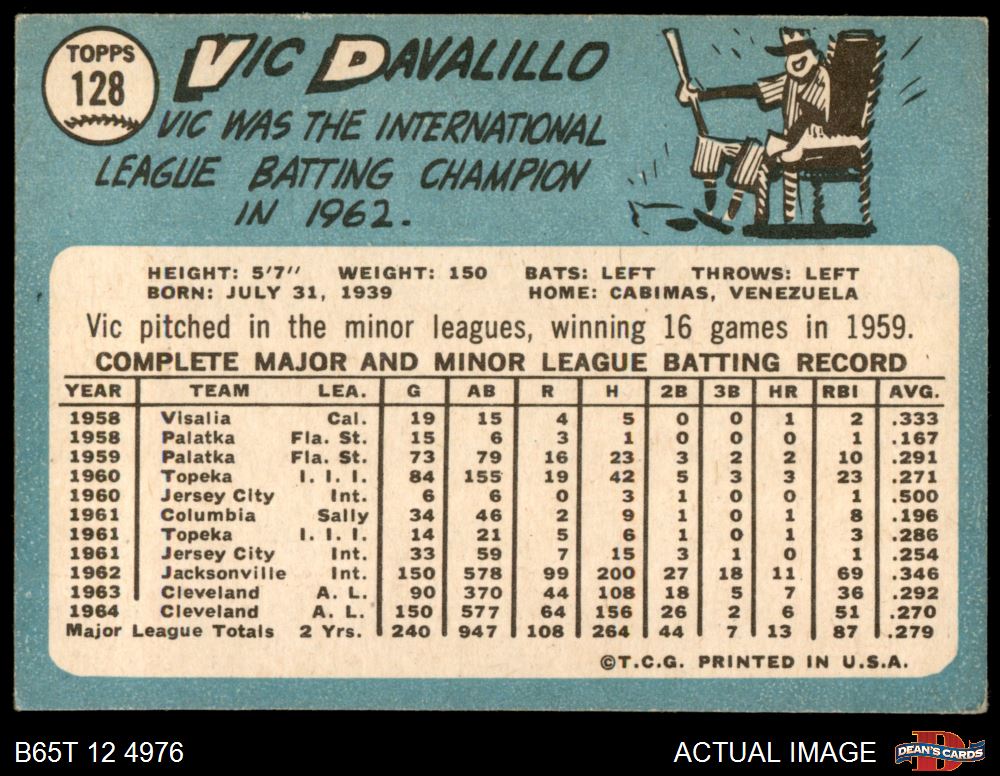 TOPPS
128
VIC DAVALILLO
VIC WAS THE INTERNATIONAL
LEAGUE BATTING CHAMPION
IN 1962.
HEIGHT: 5'7" WEIGHT: 150 BATS: LEFT THROWS: LEFT
BORN: JULY 31, 1939 HOME: CABIMAS, VENEZUELA
Vic pitched in the minor leagues, winning 16 games in 1959.
COMPLETE MAJOR AND MINOR LEAGUE BATTING RECORD
YEAR TEAM LEA. G AB R H 2B 3B HR RBI AVG.
1958 Visalia Cal. 19 15 4 5 0 0 1 2 .333
1958 Palatka Fla. St. 15 6 3 1 0 0 0 1 .167
1959 Palatka Fla. St. 73 79 16 23 3 2 2 10 .291
1960 Topeka I. I. I. 84 155 19 42 5 3 3 23 .271
1960 Jersey City Int. 6 6 0 3 1 0 0 1 .500
1961 Columbia Sally 34 46 2 9 1 0 1 8 .196
1961 Topeka I. I. I. 14 21 5 6 1 0 1 3 .286
1961 Jersey City Int. 33 59 7 15 3 1 0 1 .254
1962 Jacksonville Int. 150 578 99 200 27 18 11 69 .346
1963 Cleveland A. L. 90 370 44 108 18 5 7 36 .292
1964 Cleveland A. L. 150 577 64 156 26 2 6 51 .270
Major League Totals 2 Yrs. 240 947 108 264 44 7 13 87 .279
©T.C.G. PRINTED IN U.S.A.
B65T 12 4976
ACTUAL IMAGE
DEAN'S CARDS